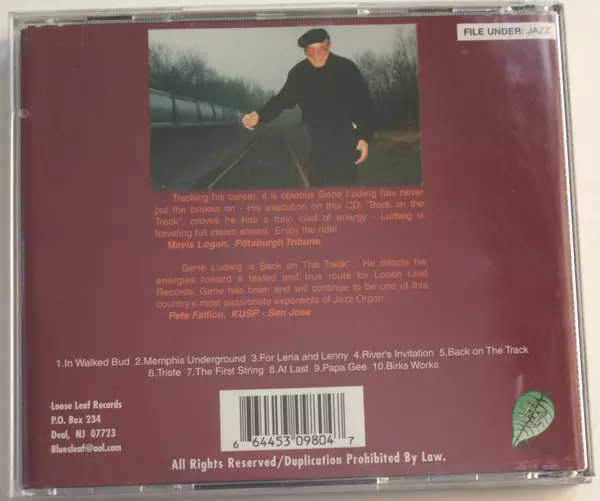 FILE UNDER: JAZZ
Tracking his career, it is obvious Gene Ludwig has never
put the brakes on - His execution on this CD, "Back on the
Track", proves he has a train load of energy - Ludwig is
traveling full steam ahead. Enjoy the ride!
Mavis Logan, Pittsburgh Tribune
Gene Ludwig is Back on The Track". He directs his
energies toward a tested and true route for Loose Leaf
Records. Gene has been and will continue to be one of this
country's most passionate exponents of Jazz Organ.
Pete Fallico, KUSP - San Jose
1.In Walked Bud 2.Memphis Underground 3.For Lena and Lenny 4.River's Invitation 5.Back on The Track
6.Triste 7.The First String 8.At Last 9.Papa Gee 10.Birks Works
Loose Leaf Records
P.O. Box 234
Deal, NJ 07723
Bluesleaf@aol.com
6 64453 09804 7
All Rights Reserved/Duplication Prohibited By Law.